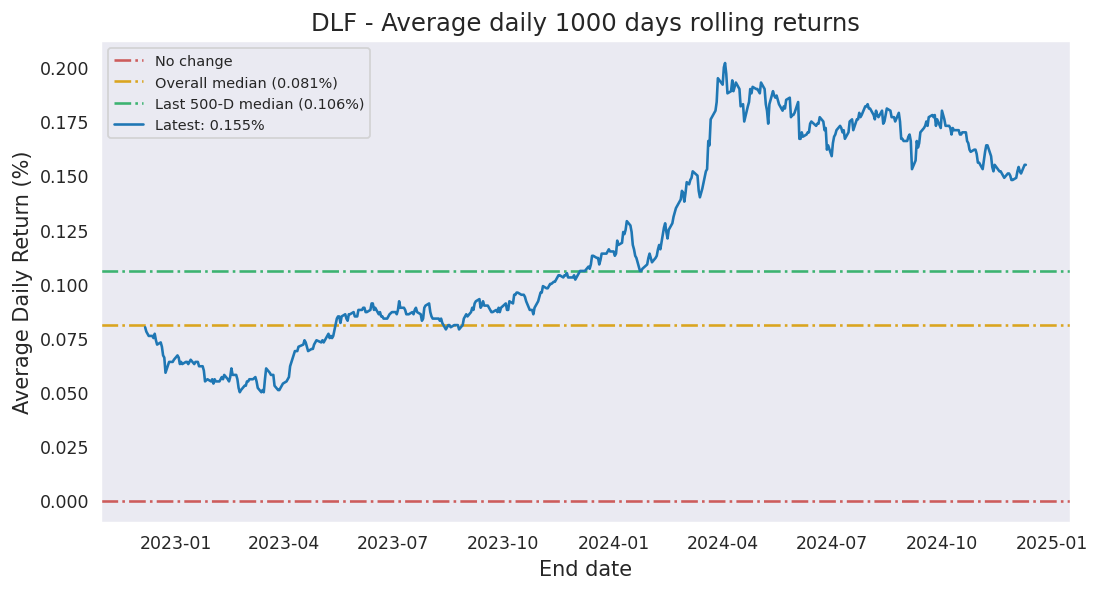 DLF - Average daily 1000 days rolling returns
No change
Overall median (0.081%)
Last 500-D median (0.106%)
Latest: 0.155%
Average Daily Return (%)
0.200
0.175
0.150
0.125
0.100
0.075
0.050
0.025
0.000
2023-01 2023-04 2023-07 2023-10 2024-01 2024-04 2024-07 2024-10 2025-01
End date